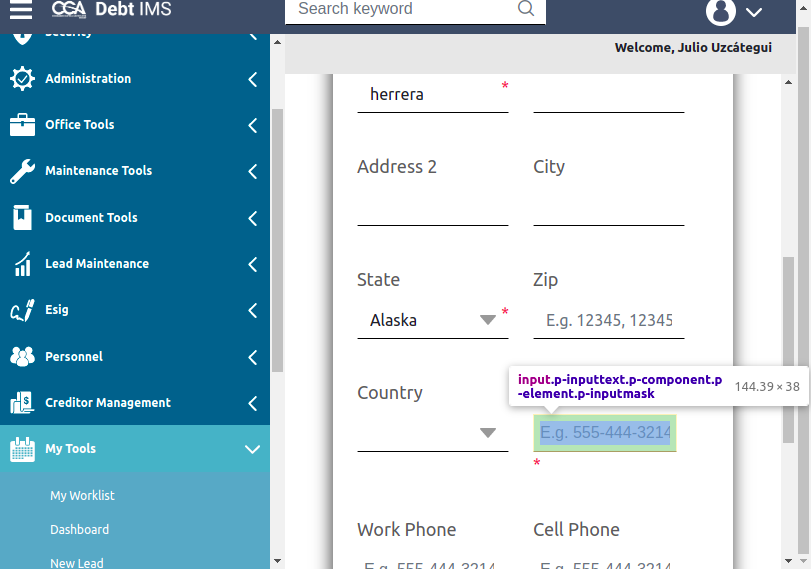 CGA Debt IMS
Search keyword
Security
Administration
Office Tools
Maintenance Tools
Document Tools
Lead Maintenance
Esig
Personnel
Creditor Management
My Tools
My Worklist
Dashboard
New Lead
Welcome, Julio Uzcátegui
herrera *
Address 2 City
State Zip
Alaska * E.g. 12345, 12345
Country
input.p-inputtext.p-component.p
-element.p-inputmask
144.39 × 38
E.g. 555-444-3214
*
Work Phone Cell Phone
E.g. 555-444-3214 E.g. 555-444-3214